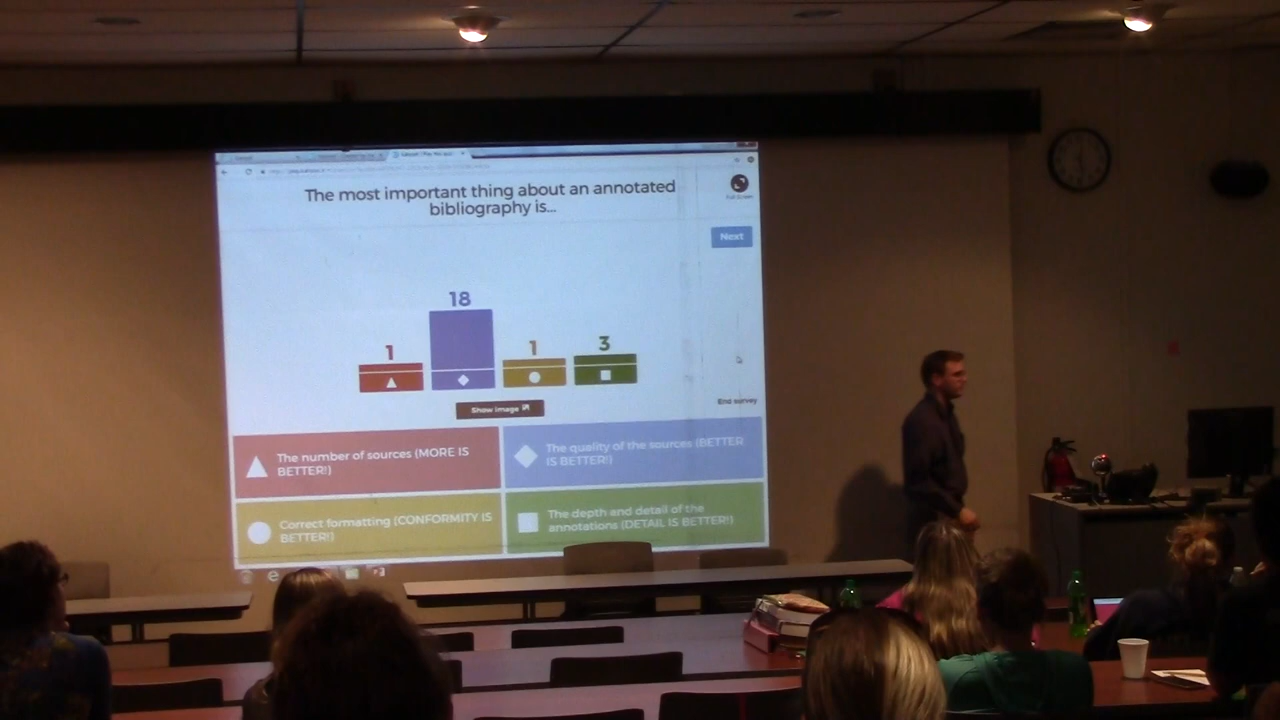 The most important thing about an annotated
bibliography is...
Full Screen
Next
18
1
1
3
Show image
End survey
The number of sources (MORE IS
BETTER!)
The quality of the sources (BETTER
IS BETTER!)
Correct formatting (CONFORMITY IS
BETTER!)
The depth and detail of the
annotations (DETAIL IS BETTER!)